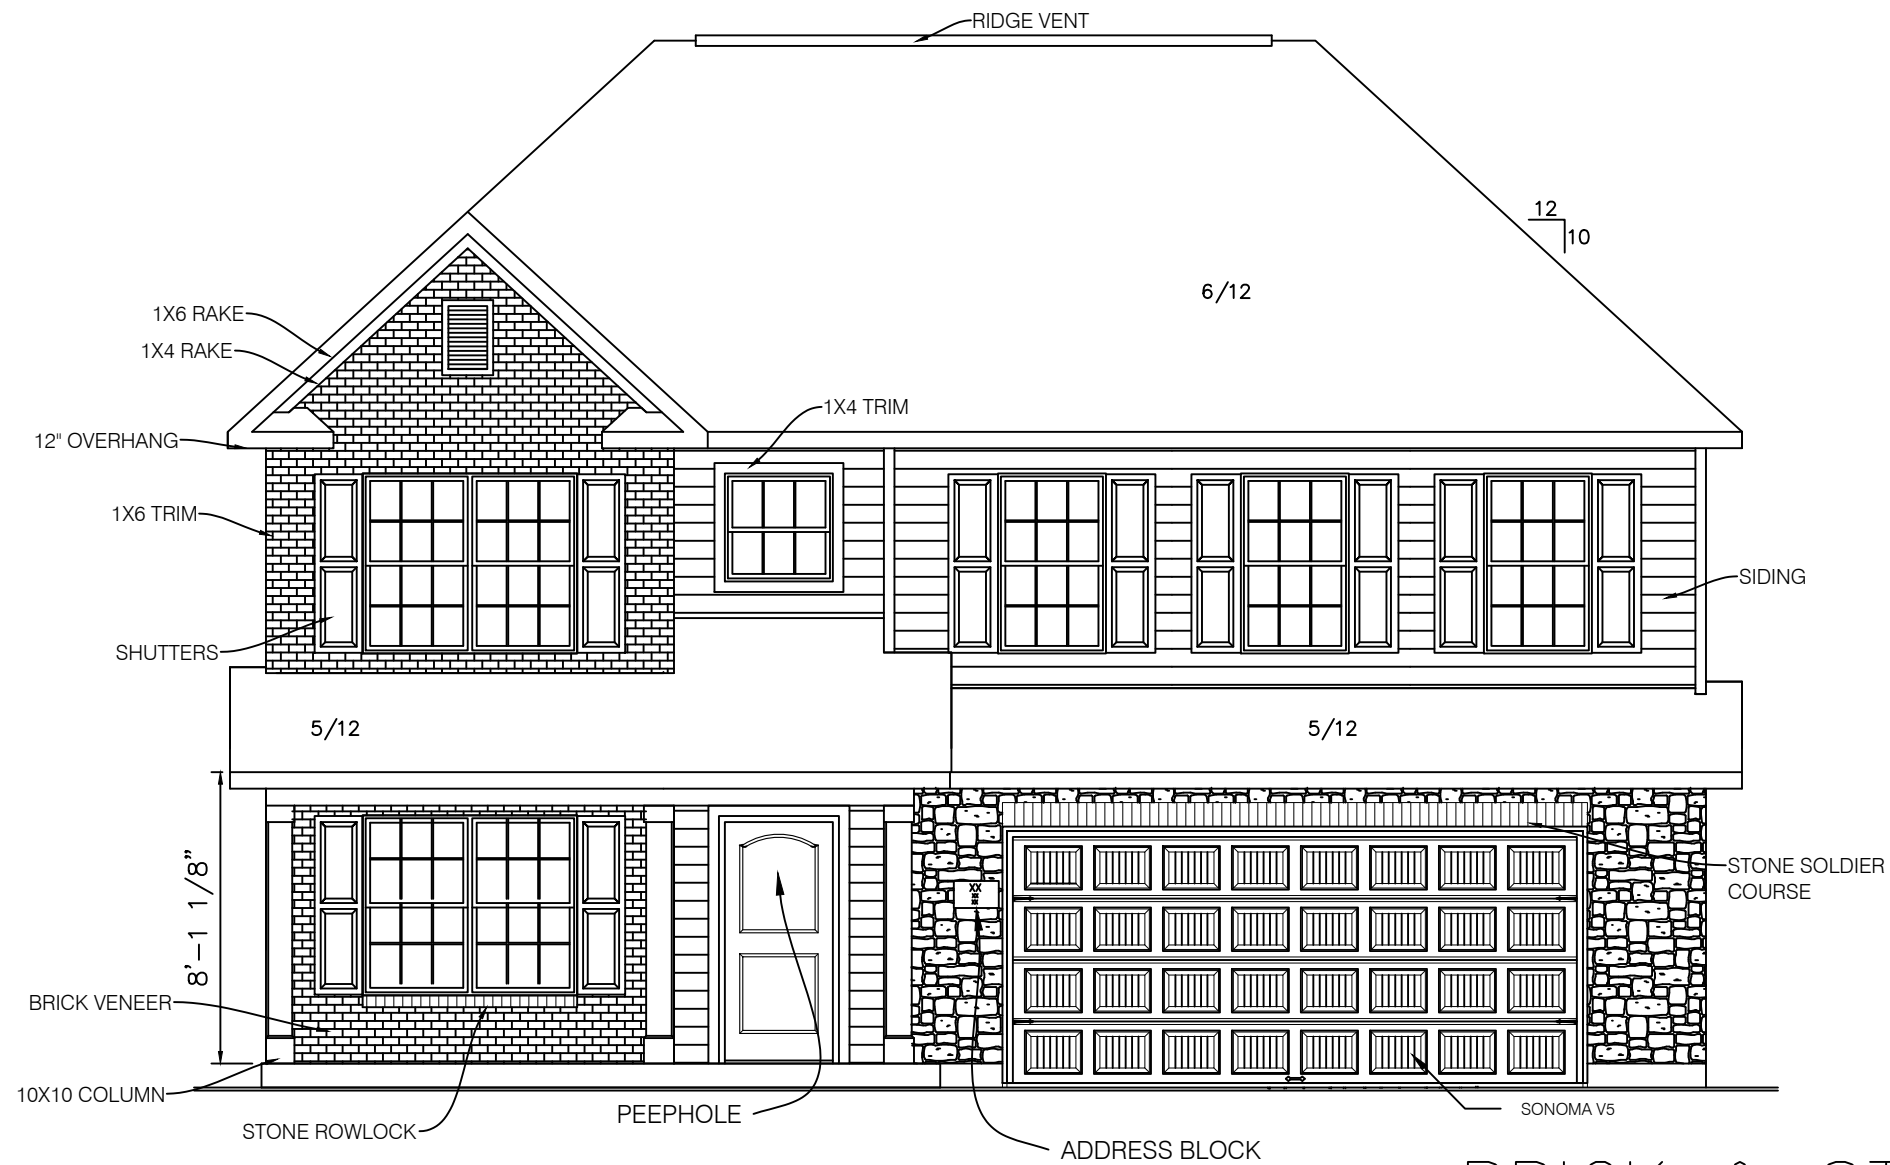 RIDGE VENT
12
10
6/12
1X6 RAKE
1X4 RAKE
1X4 TRIM
12" OVERHANG
1X6 TRIM
SIDING
SHUTTERS
5/12
5/12
8'-1 1/8"
XX
STONE SOLDIER
COURSE
BRICK VENEER
10X10 COLUMN
PEEPHOLE
SONOMA V5
STONE ROWLOCK
ADDRESS BLOCK